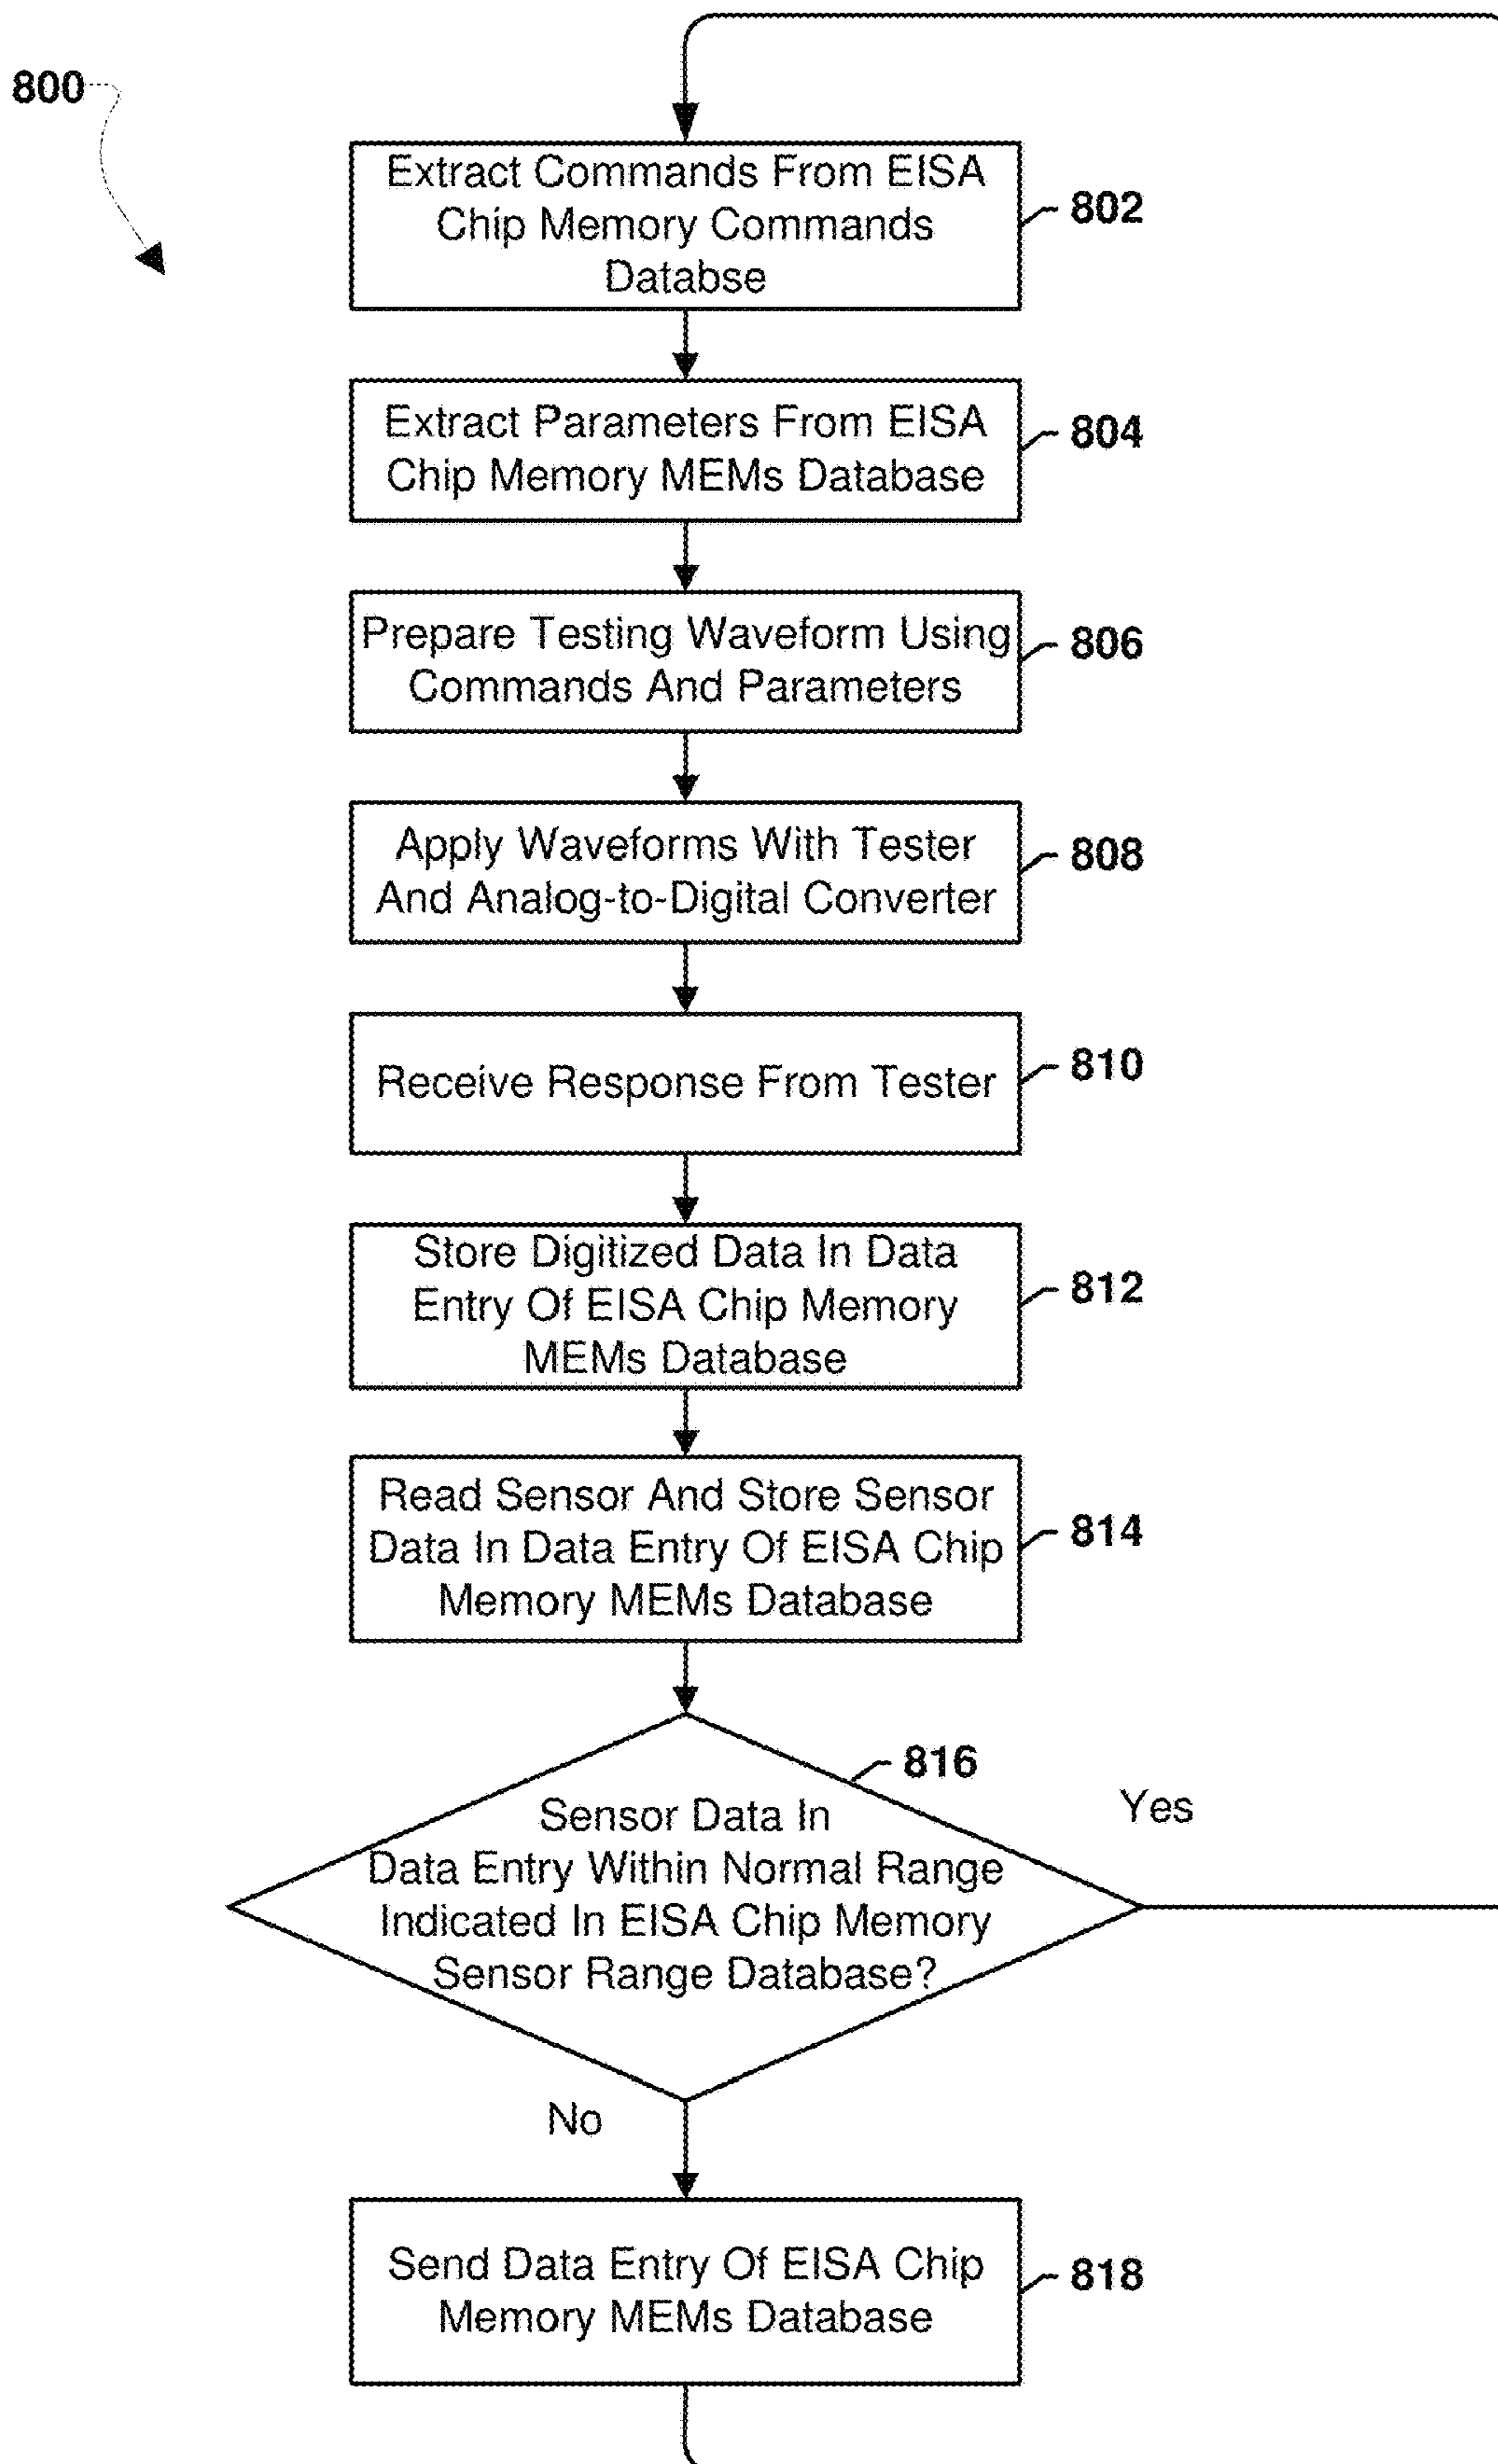 800
Extract Commands From EISA
Chip Memory Commands
Databse
802
Extract Parameters From EISA
Chip Memory MEMs Database
804
Prepare Testing Waveform Using
Commands And Parameters
806
Apply Waveforms With Tester
And Analog-to-Digital Converter
808
Receive Response From Tester
810
Store Digitized Data In Data
Entry Of EISA Chip Memory
MEMs Database
812
Read Sensor And Store Sensor
Data In Data Entry Of EISA Chip
Memory MEMs Database
814
816
Sensor Data In
Data Entry Within Normal Range
Indicated In EISA Chip Memory
Sensor Range Database?
Yes
No
Send Data Entry Of EISA Chip
Memory MEMs Database
818